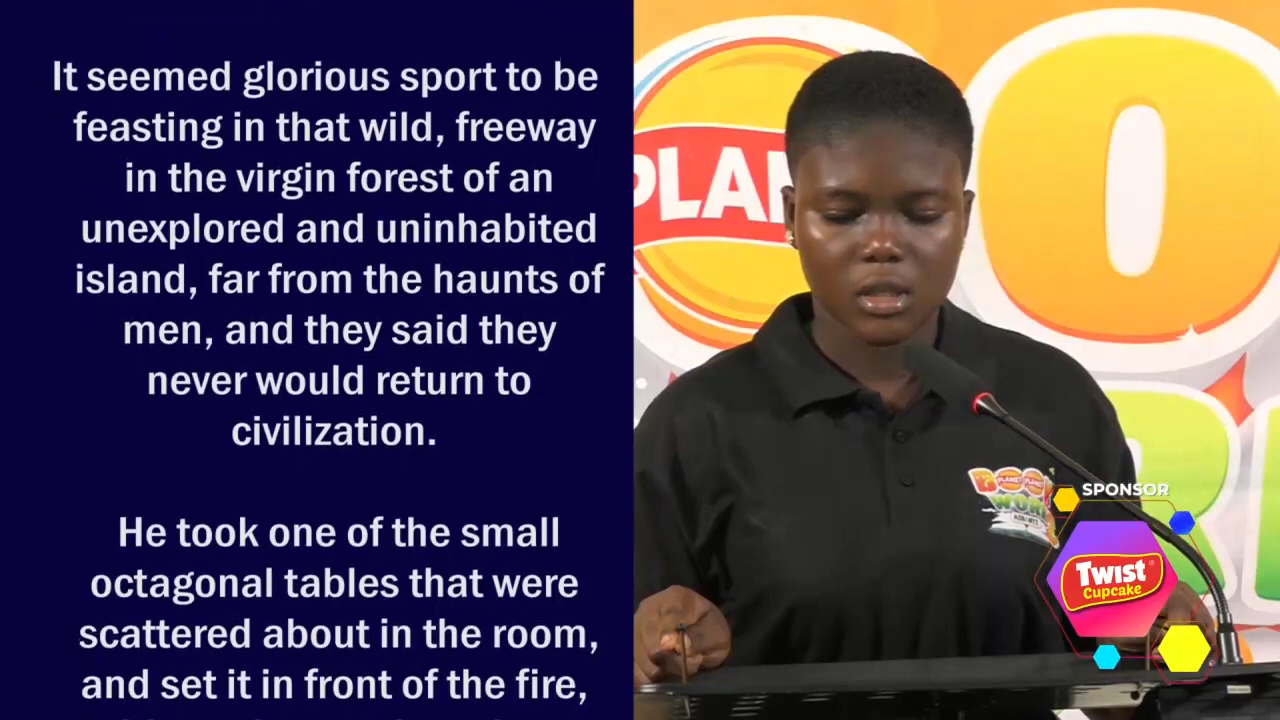 It seemed glorious sport to be
feasting in that wild, freeway
in the virgin forest of an
unexplored and uninhabited
island, far from the haunts of
men, and they said they
never would return to
civilization.
He took one of the small
octagonal tables that were
scattered about in the room,
and set it in front of the fire,
SPONSOR
Twist
Cupcake